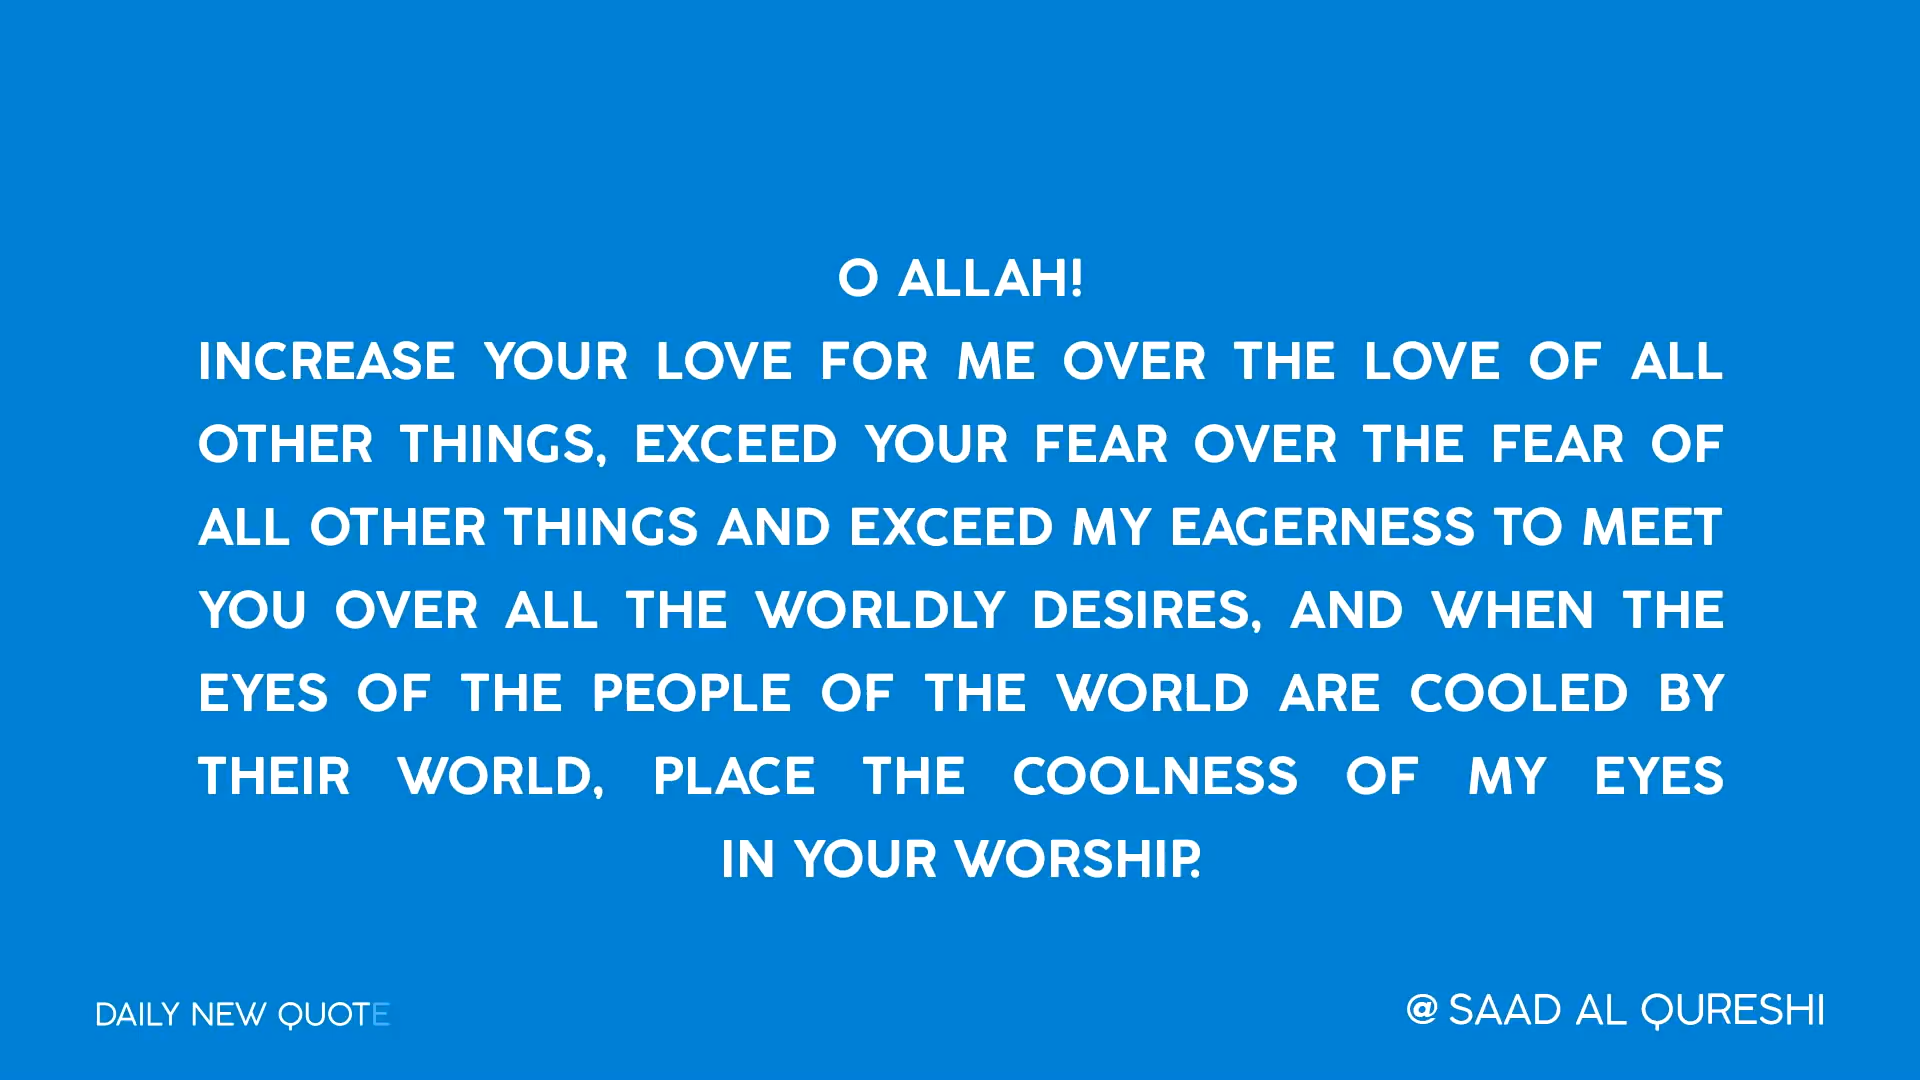 O ALLAH!
INCREASE YOUR LOVE FOR ME OVER THE LOVE OF ALL
OTHER THINGS, EXCEED YOUR FEAR OVER THE FEAR OF
ALL OTHER THINGS AND EXCEED MY EAGERNESS TO MEET
YOU OVER ALL THE WORLDLY DESIRES, AND WHEN THE
EYES OF THE PEOPLE OF THE WORLD ARE COOLED BY
THEIR WORLD, PLACE THE COOLNESS OF MY EYES
IN YOUR WORSHIP.
DAILY NEW QUOTE
@ SAAD AL QURESHI